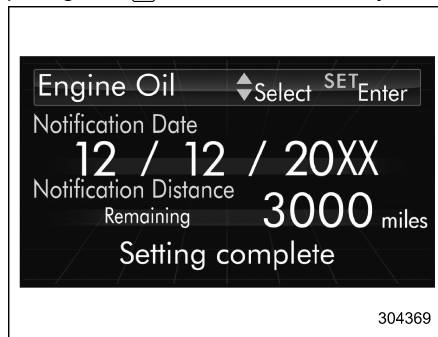 Engine Oil Select SET Enter
Notification Date
12 / 12 / 20XX
Notification Distance
Remaining 3000 miles
Setting complete
304369